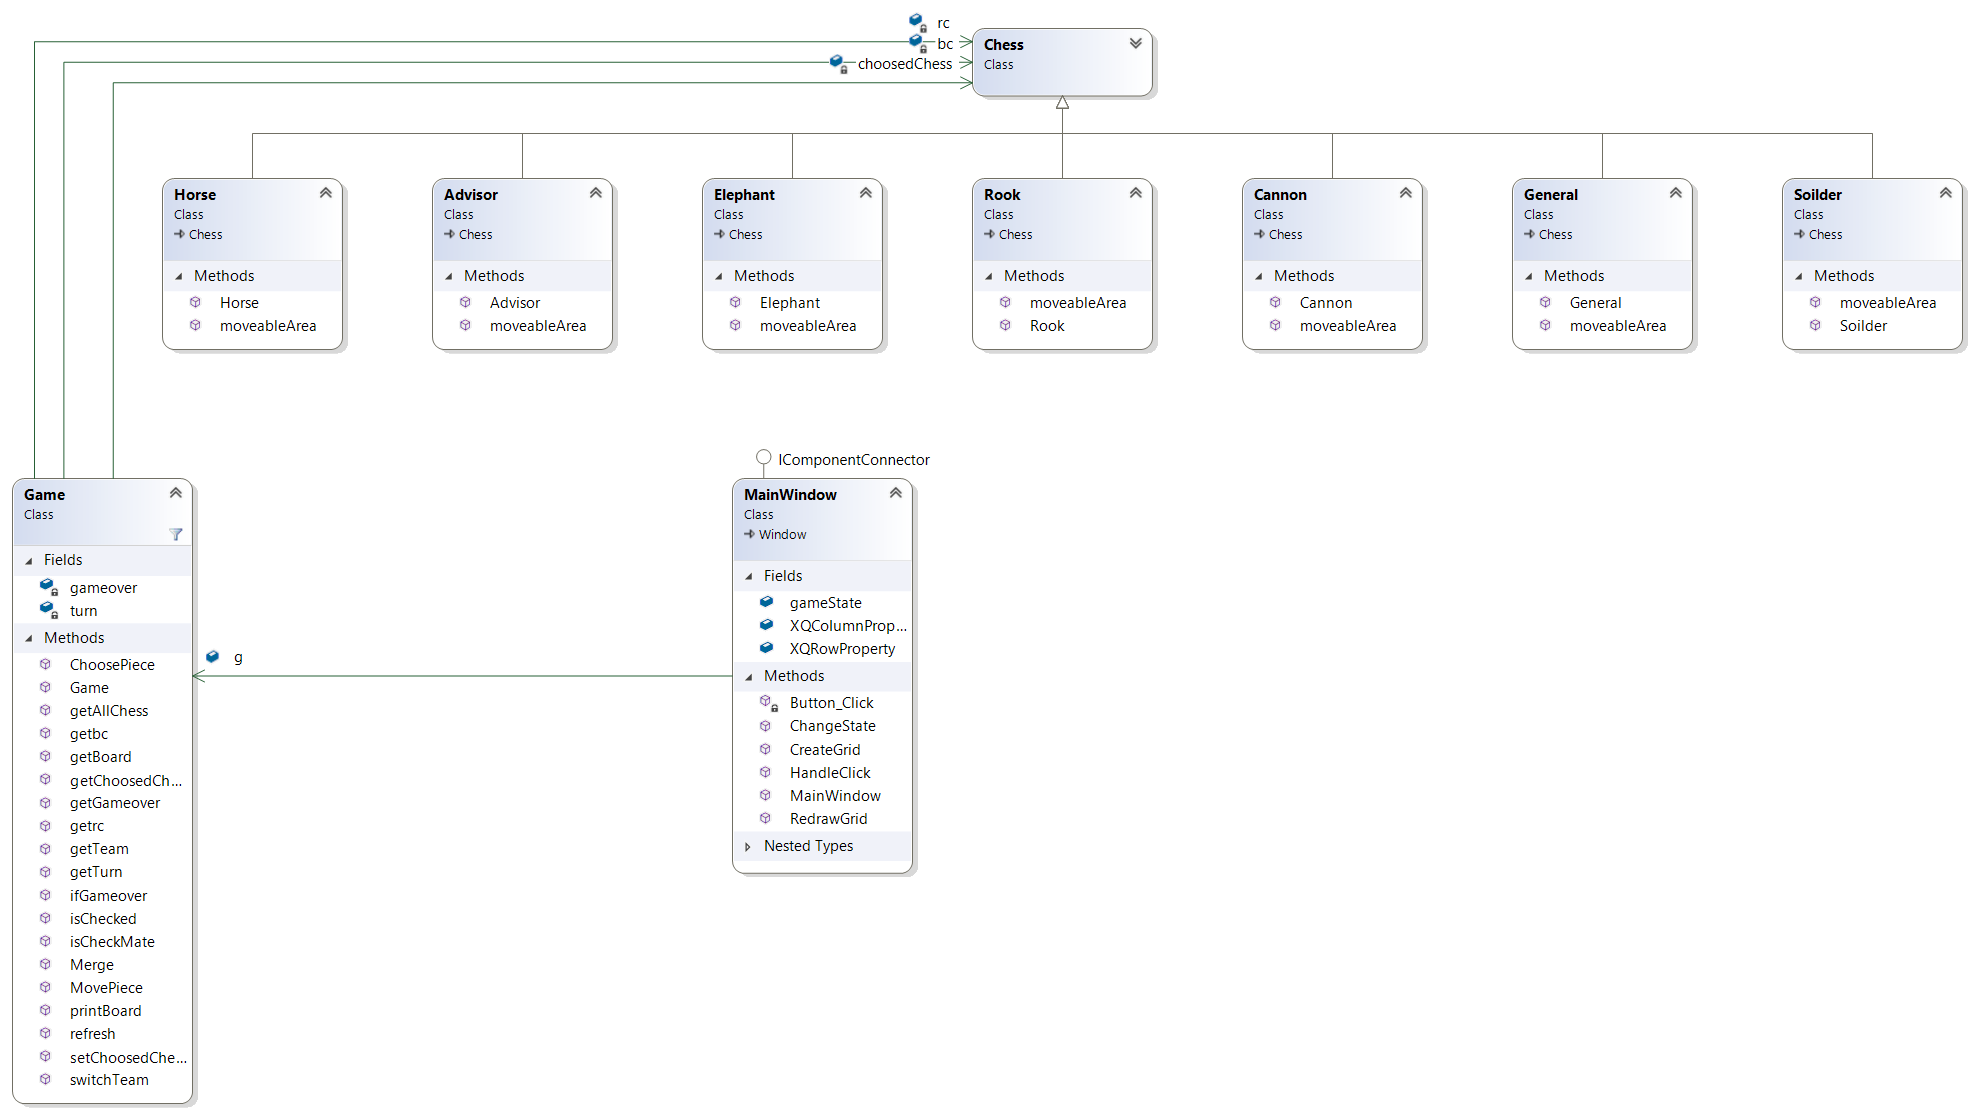 rc
bc
choosedChess
Chess
Class
Horse
Class
Chess
Methods
Horse
moveableArea
Advisor
Class
Chess
Methods
Advisor
moveableArea
Elephant
Class
Chess
Methods
Elephant
moveableArea
Rook
Class
Chess
Methods
moveableArea
Rook
Cannon
Class
Chess
Methods
Cannon
moveableArea
General
Class
Chess
Methods
General
moveableArea
Soilder
Class
Chess
Methods
moveableArea
Soilder
Game
Class
Fields
gameover
turn
Methods
ChoosePiece
Game
getAllChess
getbc
getBoard
getChoosedCh...
getGameover
getrc
getTeam
getTurn
ifGameover
isChecked
isCheckMate
Merge
MovePiece
printBoard
refresh
setChoosedChe...
switchTeam
g
IComponentConnector
MainWindow
Class
Window
Fields
gameState
XQColumnProp...
XQRowProperty
Methods
Button_Click
ChangeState
CreateGrid
HandleClick
MainWindow
RedrawGrid
Nested Types